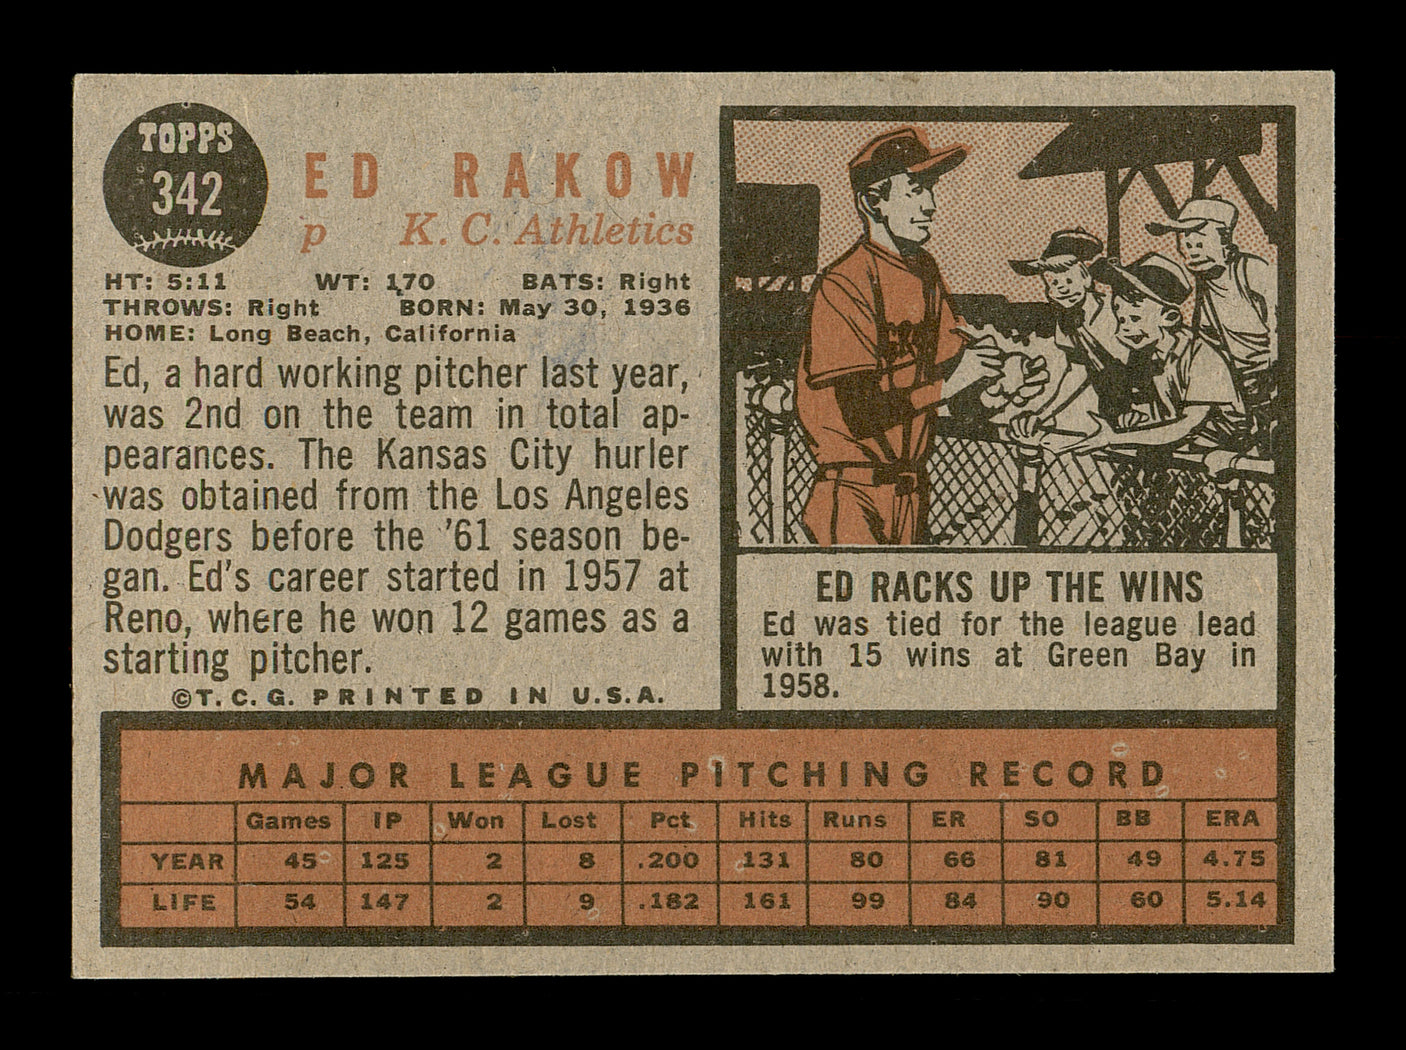 TOPPS
342
ED RAKOW
p K. C. Athletics
HT: 5:11 WT: 170 BATS: Right
THROWS: Right BORN: May 30, 1936
HOME: Long Beach, California
Ed, a hard working pitcher last year,
was 2nd on the team in total ap-
pearances. The Kansas City hurler
was obtained from the Los Angeles
Dodgers before the '61 season be-
gan. Ed's career started in 1957 at
Reno, where he won 12 games as a
starting pitcher.
©T. C. G. PRINTED IN U.S.A.
ED RACKS UP THE WINS
Ed was tied for the league lead
with 15 wins at Green Bay in
1958.
MAJOR LEAGUE PITCHING RECORD
Games IP Won Lost Pct Hits Runs ER SO BB ERA
YEAR 45 125 2 8 .200 131 80 66 81 49 4.75
LIFE 54 147 2 9 .182 161 99 84 90 60 5.14